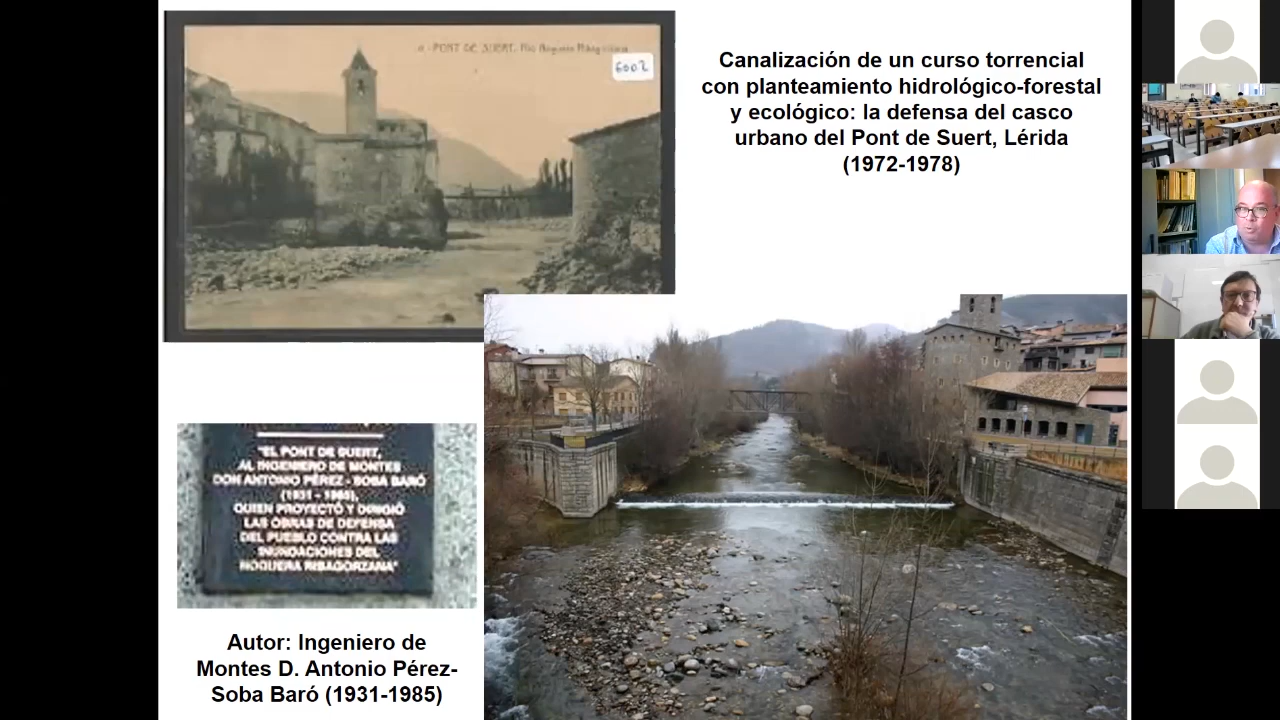 PONT DE SUERT.
6002
Canalización de un curso torrencial
con planteamiento hidrológico-forestal
y ecológico: la defensa del casco
urbano del Pont de Suert, Lérida
(1972-1978)
"EL PONT DE SUERT,
AL INGENIERO DE MONTES
DON ANTONIO PÉREZ - SOBA BARÓ
(1931 - 1985),
QUIEN PROYECTÓ Y DIRIGIÓ
LAS OBRAS DE DEFENSA
DEL PUEBLO CONTRA LAS
INUNDACIONES DEL
NOGUERA RIBAGORZANA"
Autor: Ingeniero de
Montes D. Antonio Pérez-
Soba Baró (1931-1985)